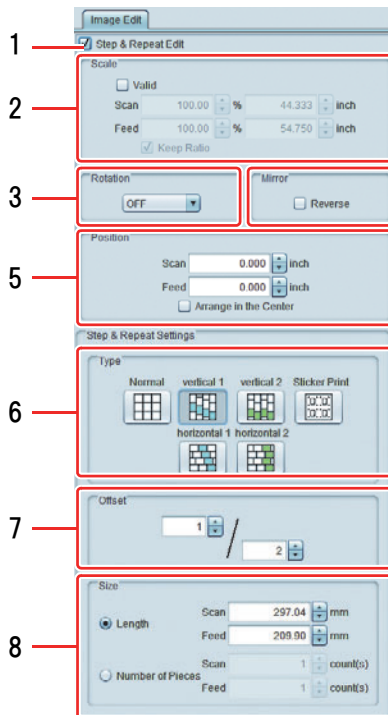 Image Edit
1 Step & Repeat Edit
Scale
Valid
2 Scan 100.00 % 44.333 inch
Feed 100.00 % 54.750 inch
Keep Ratio
Rotation Mirror
3 OFF Reverse
Position
Scan 0.000 inch
5 Feed 0.000 inch
Arrange in the Center
Step & Repeat Settings
Type
Normal vertical 1 vertical 2 Sticker Print
6
horizontal 1 horizontal 2
Offset
7 1 / 2
Size
Scan 297.04 mm
Length
Feed 209.90 mm
8 Scan 1 count(s)
Number of Pieces
Feed 1 count(s)